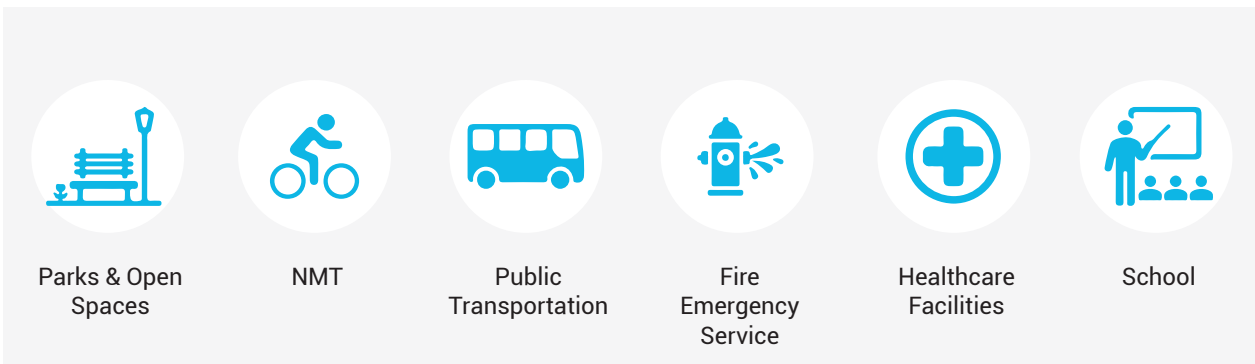 Parks & Open
Spaces
NMT
Public
Transportation
Fire
Emergency
Service
Healthcare
Facilities
School